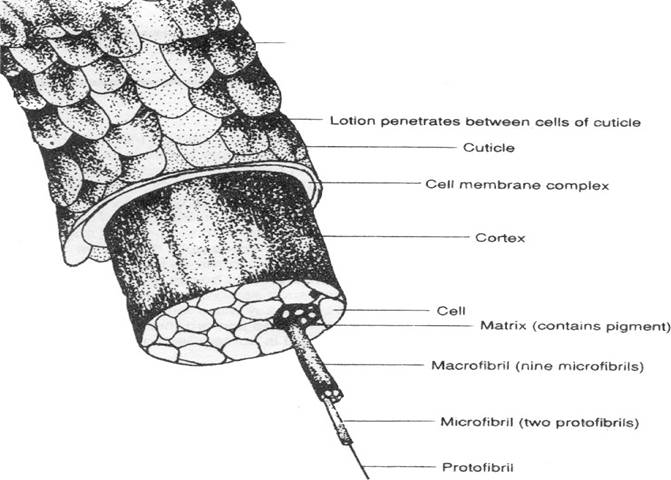 Lotion penetrates between cells of cuticle
Cuticle
Cell membrane complex
Cortex
Cell
Matrix (contains pigment)
Macrofibril (nine microfibrils)
Microfibril (two protofibrils)
Protofibril